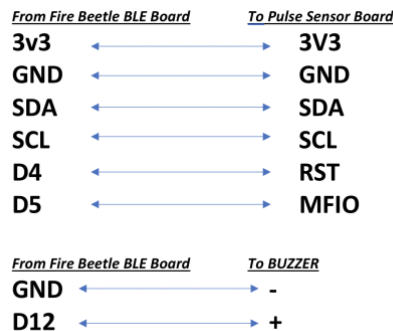 From Fire Beetle BLE Board To Pulse Sensor Board
3v3 3V3
GND GND
SDA SDA
SCL SCL
D4 RST
D5 MFIO
From Fire Beetle BLE Board To BUZZER
GND -
D12 +